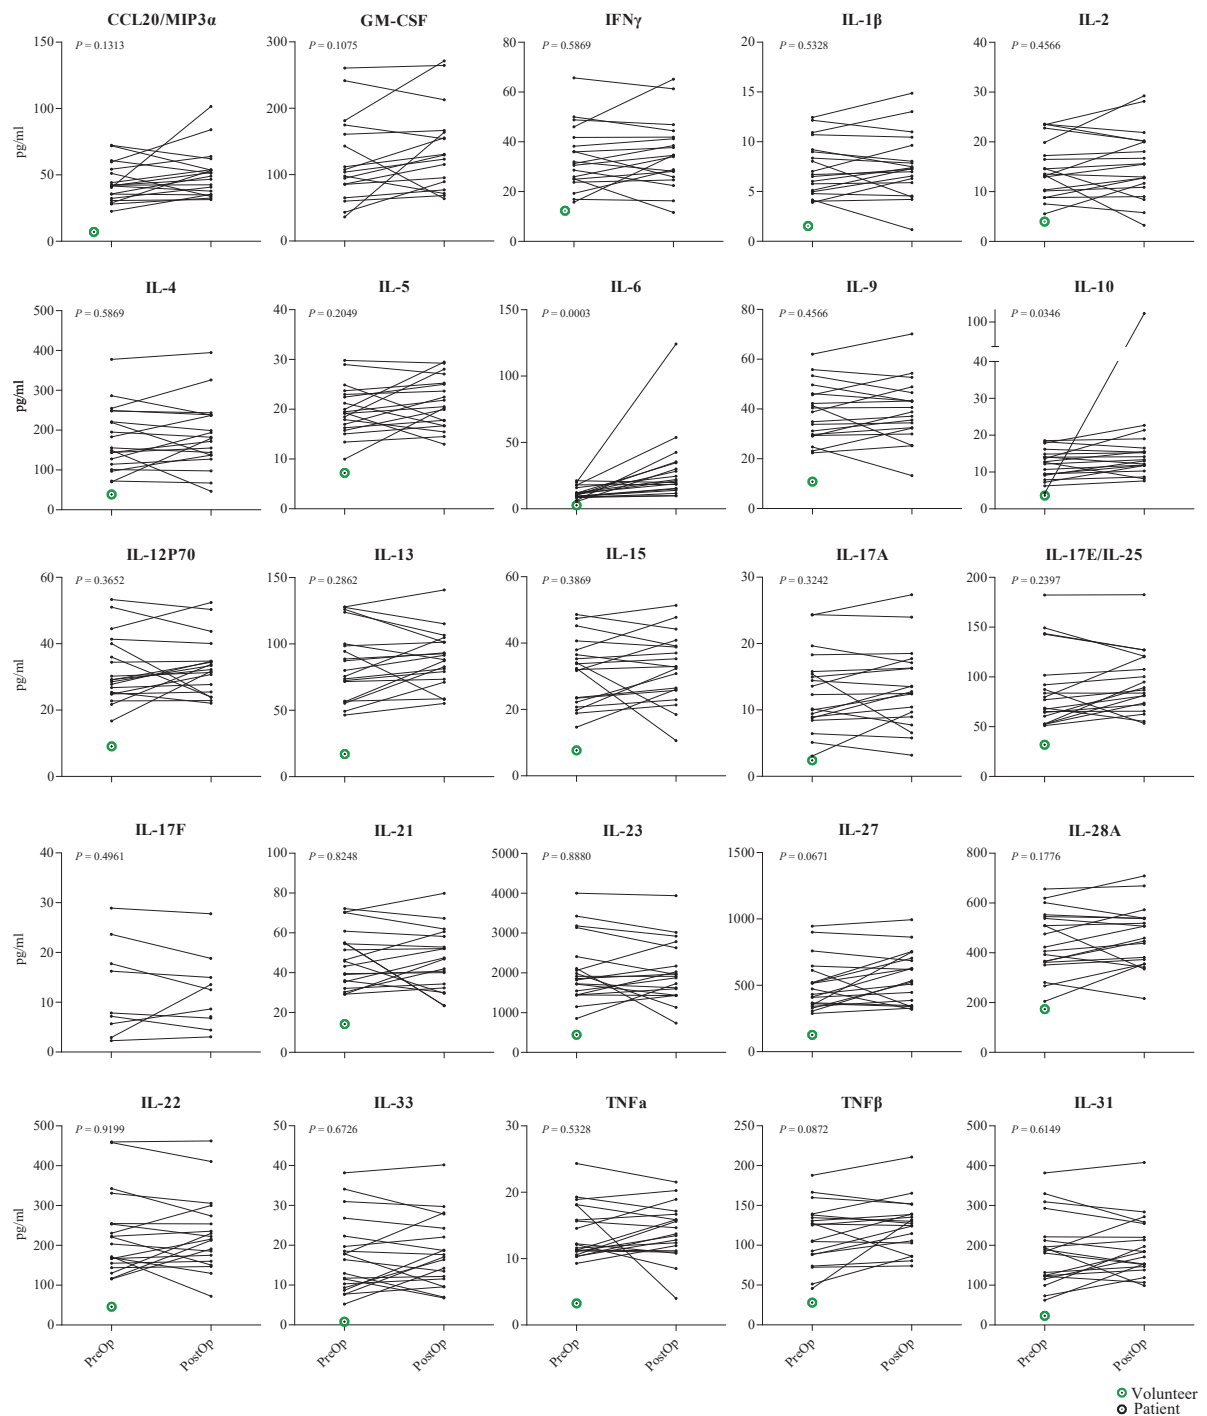 CCL20/MIP3α GM-CSF IFNγ IL-1β IL-2
P = 0.1313 P = 0.1075 P = 0.5869 P = 0.5328 P = 0.4566
pg/ml
150 100 50 0
300 200 100 0
80 60 40 20 0
20 15 10 5 0
40 30 20 10 0
IL-4 IL-5 IL-6 IL-9 IL-10
P = 0.5869 P = 0.2049 P = 0.0003 P = 0.4566 P = 0.0346
pg/ml
500 400 300 200 100 0
40 30 20 10 0
150 100 50 0
80 60 40 20 0
100 40 30 20 10 0
IL-12P70 IL-13 IL-15 IL-17A IL-17E/IL-25
P = 0.3652 P = 0.2862 P = 0.3869 P = 0.3242 P = 0.2397
pg/ml
60 40 20 0
150 100 50 0
60 40 20 0
30 20 10 0
200 150 100 50 0
IL-17F IL-21 IL-23 IL-27 IL-28A
P = 0.4961 P = 0.8248 P = 0.8880 P = 0.0671 P = 0.1776
pg/ml
40 30 20 10 0
100 80 60 40 20 0
5000 4000 3000 2000 1000 0
1500 1000 500 0
800 600 400 200 0
IL-22 IL-33 TNFa TNFβ IL-31
P = 0.9199 P = 0.6726 P = 0.5328 P = 0.0872 P = 0.6149
pg/ml
500 400 300 200 100 0
50 40 30 20 10 0
30 20 10 0
250 200 150 100 50 0
500 400 300 200 100 0
PreOp PostOp PreOp PostOp PreOp PostOp PreOp PostOp PreOp PostOp
Volunteer
Patient